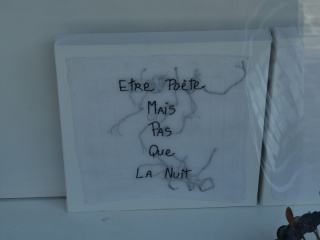 Etre Poète
Mais
Pas
Que
La Nuit